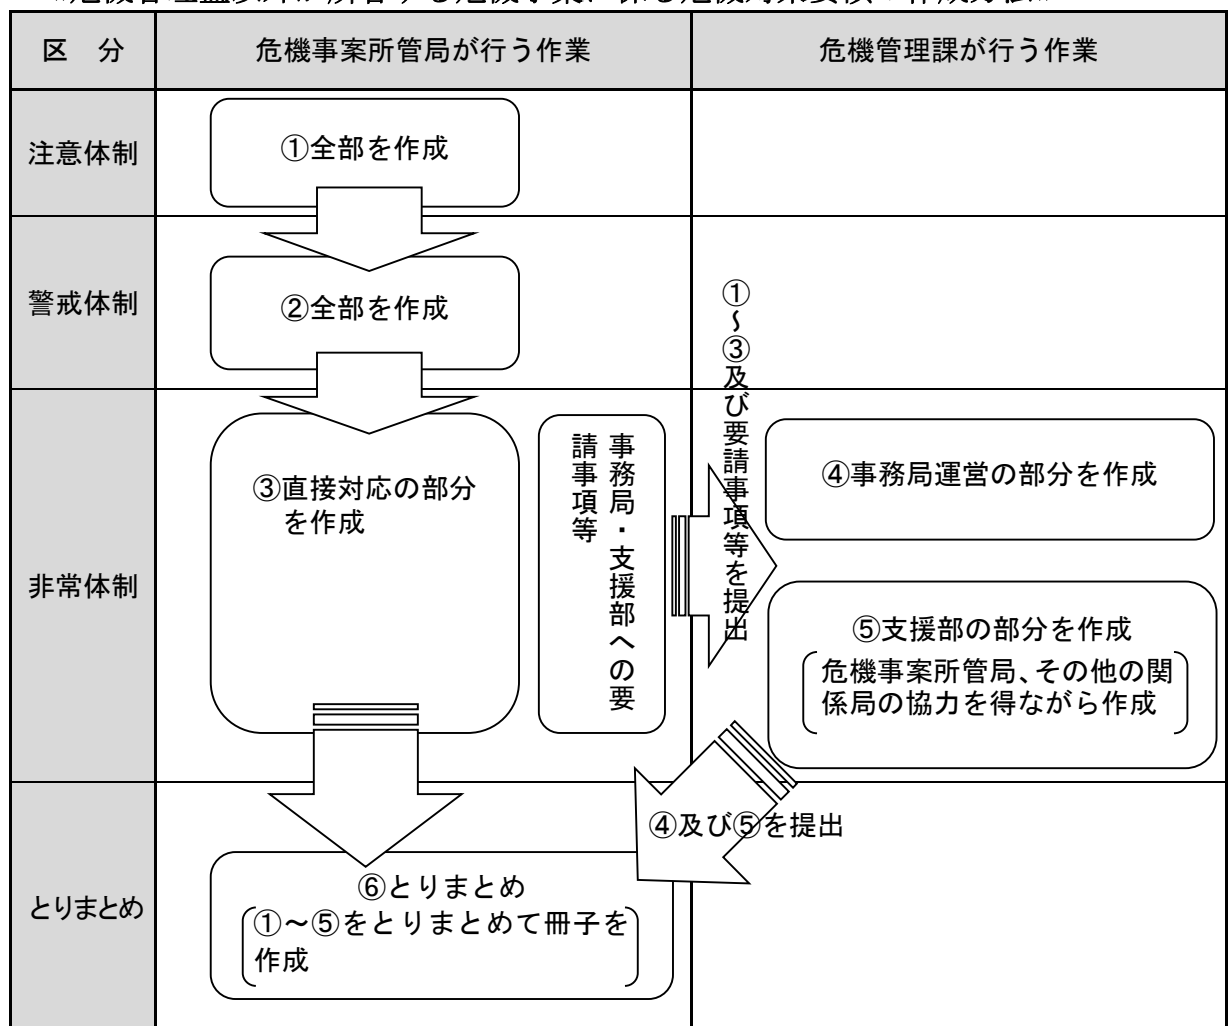 区　分
危機事案所管局が行う作業
危機管理課が行う作業
注意体制
①全部を作成
警戒体制
②全部を作成
非常体制
③直接対応の部分
を作成
事務局・支援部への要
請事項等
①～③及び要請事項等を提出
④事務局運営の部分を作成
⑤支援部の部分を作成
危機事案所管局、その他の関
係局の協力を得ながら作成
④及び⑤を提出
とりまとめ
⑥とりまとめ
①～⑤をとりまとめて冊子を
作成